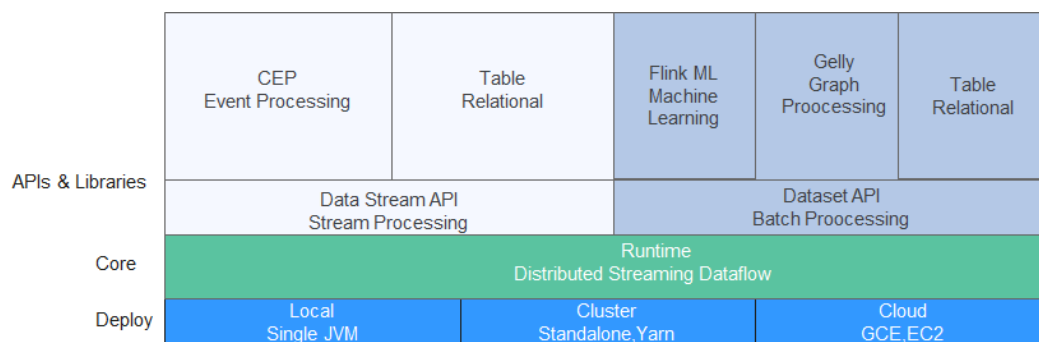 CEP
Event Processing
Table
Relational
Flink ML
Machine
Learning
Gelly
Graph
Proocessing
Table
Relational
APIs & Libraries
Data Stream API
Stream Processing
Dataset API
Batch Proocessing
Core
Runtime
Distributed Streaming Dataflow
Deploy
Local
Single JVM
Cluster
Standalone,Yarn
Cloud
GCE,EC2